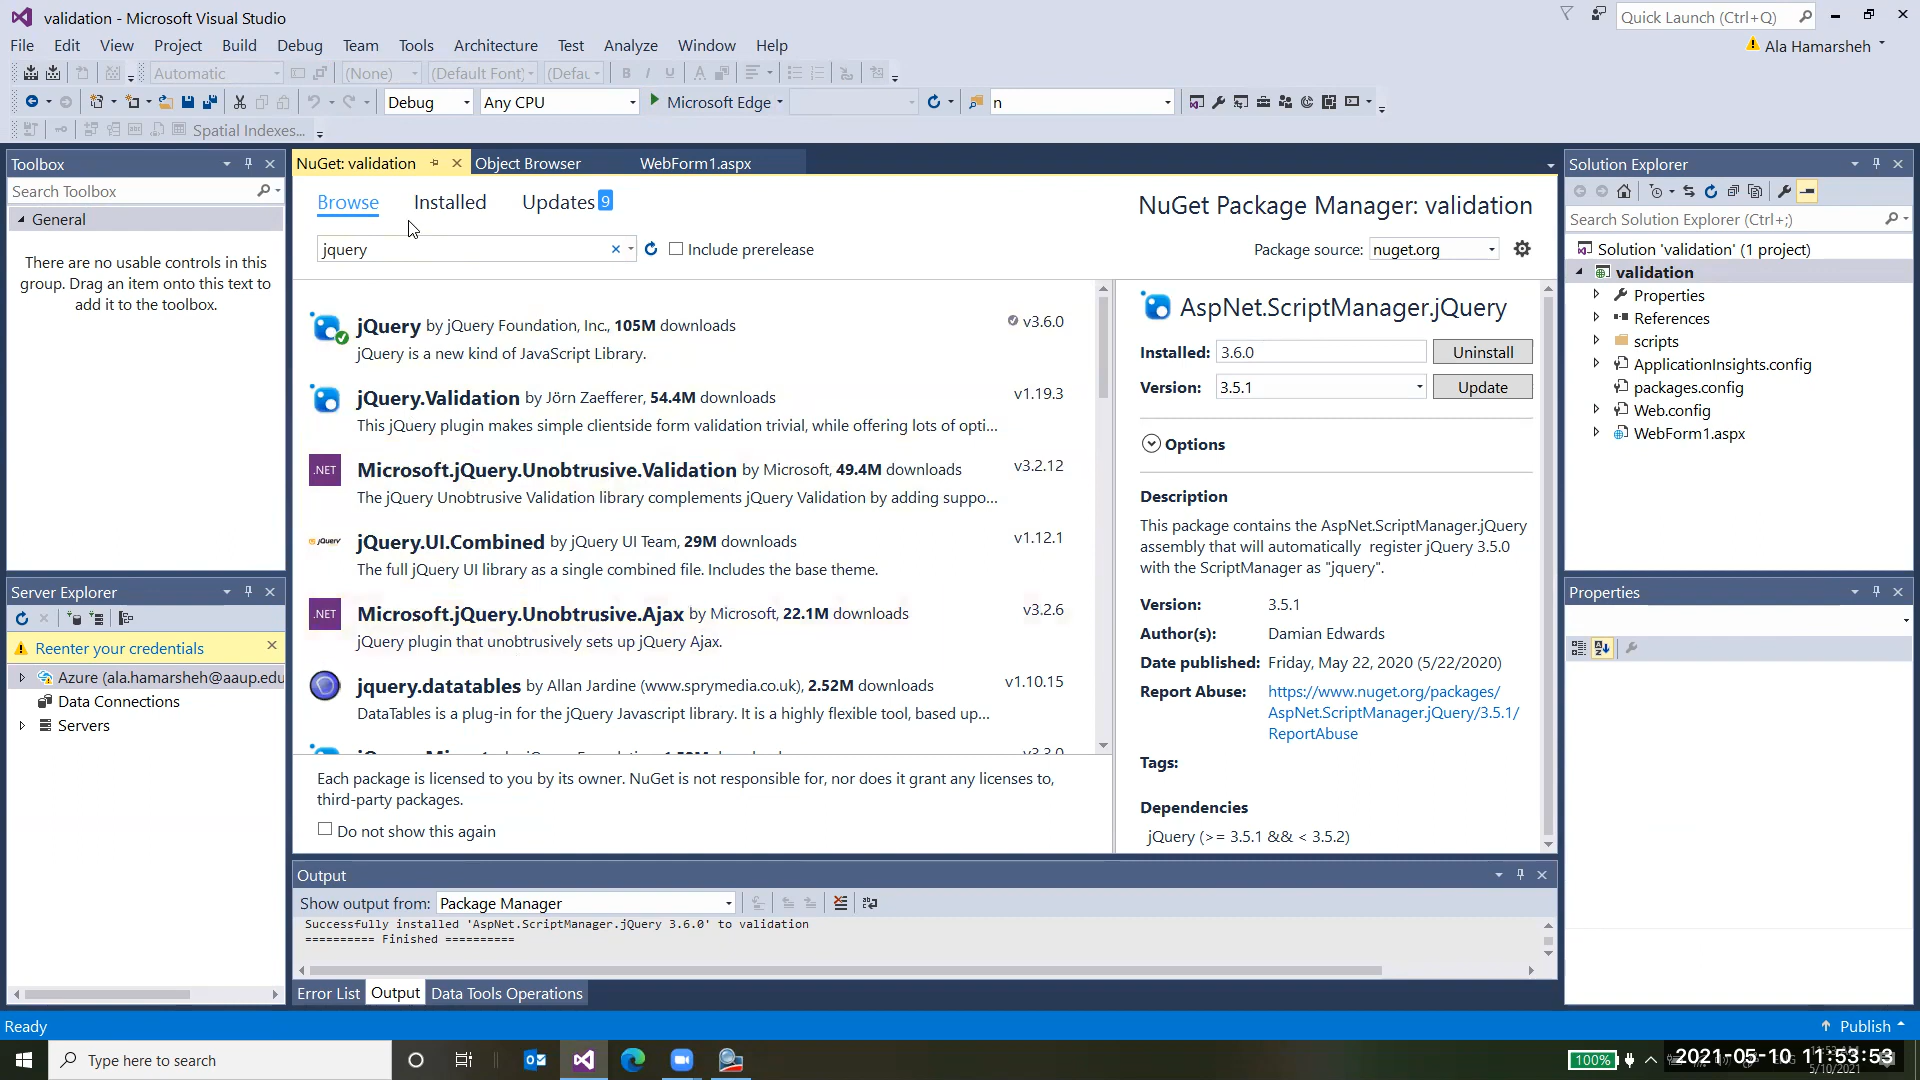 validation - Microsoft Visual Studio
Quick Launch (Ctrl+Q)
File Edit View Project Build Debug Team Tools Architecture Test Analyze Window Help
Ala Hamarsheh
Automatic (None) (Default Font) (Defau
Debug Any CPU Microsoft Edge n
Spatial Indexes...
Toolbox
Search Toolbox
General
There are no usable controls in this
group. Drag an item onto this text to
add it to the toolbox.
Server Explorer
Reenter your credentials
Azure (ala.hamarsheh@aaup.edu
Data Connections
Servers
NuGet: validation Object Browser WebForm1.aspx
Browse Installed Updates 9
NuGet Package Manager: validation
jquery
Include prerelease
Package source: nuget.org
jQuery by jQuery Foundation, Inc., 105M downloads v3.6.0
jQuery is a new kind of JavaScript Library.
jQuery.Validation by Jörn Zaefferer, 54.4M downloads v1.19.3
This jQuery plugin makes simple clientside form validation trivial, while offering lots of opti...
.NET Microsoft.jQuery.Unobtrusive.Validation by Microsoft, 49.4M downloads v3.2.12
The jQuery Unobtrusive Validation library complements jQuery Validation by adding suppo...
jQuery jQuery.UI.Combined by jQuery UI Team, 29M downloads v1.12.1
The full jQuery UI library as a single combined file. Includes the base theme.
.NET Microsoft.jQuery.Unobtrusive.Ajax by Microsoft, 22.1M downloads v3.2.6
jQuery plugin that unobtrusively sets up jQuery Ajax.
jquery.datatables by Allan Jardine (www.sprymedia.co.uk), 2.52M downloads v1.10.15
DataTables is a plug-in for the jQuery Javascript library. It is a highly flexible tool, based up...
Each package is licensed to you by its owner. NuGet is not responsible for, nor does it grant any licenses to,
third-party packages.
Do not show this again
AspNet.ScriptManager.jQuery
Installed: 3.6.0 Uninstall
Version: 3.5.1 Update
Options
Description
This package contains the AspNet.ScriptManager.jQuery
assembly that will automatically register jQuery 3.5.0
with the ScriptManager as "jquery".
Version: 3.5.1
Author(s): Damian Edwards
Date published: Friday, May 22, 2020 (5/22/2020)
Report Abuse: https://www.nuget.org/packages/
AspNet.ScriptManager.jQuery/3.5.1/
ReportAbuse
Tags:
Dependencies
jQuery (>= 3.5.1 && < 3.5.2)
Output
Show output from: Package Manager
Successfully installed 'AspNet.ScriptManager.jQuery 3.6.0' to validation
========== Finished ==========
Error List Output Data Tools Operations
Solution Explorer
Search Solution Explorer (Ctrl+;)
Solution 'validation' (1 project)
validation
Properties
References
scripts
ApplicationInsights.config
packages.config
Web.config
WebForm1.aspx
Properties
Ready
Publish
Type here to search
100%
2021-05-10 11:53:53
5/10/2021